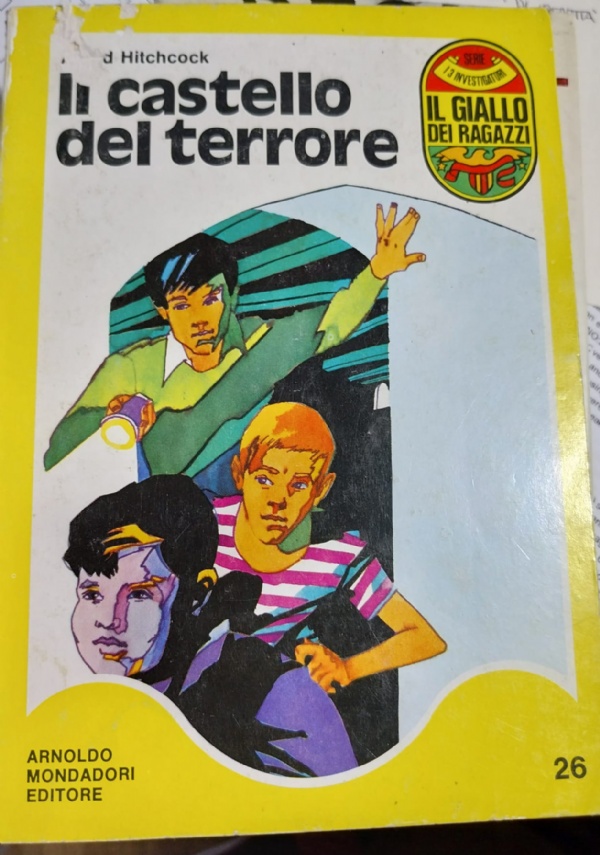 Hitchcock
Il castello
del terrore
SERIE
I 3 INVESTIGATORI
IL GIALLO
DEI RAGAZZI
ARNOLDO
MONDADORI
EDITORE
26